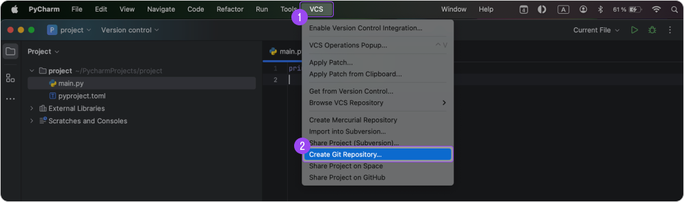 PyCharm File Edit View Navigate Code Refactor Run Tools VCS Window Help A 61 %
1
P project Version control Current File
Project
main.py
project ~/PycharmProjects/project
main.py
pyproject.toml
External Libraries
Scratches and Consoles
1 pri
2
Enable Version Control Integration...
VCS Operations Popup... ^ V
Apply Patch...
Apply Patch from Clipboard...
Get from Version Control...
Browse VCS Repository
Create Mercurial Repository
Import into Subversion...
Share Project (Subversion)...
2 Create Git Repository...
Share Project on Space
Share Project on GitHub